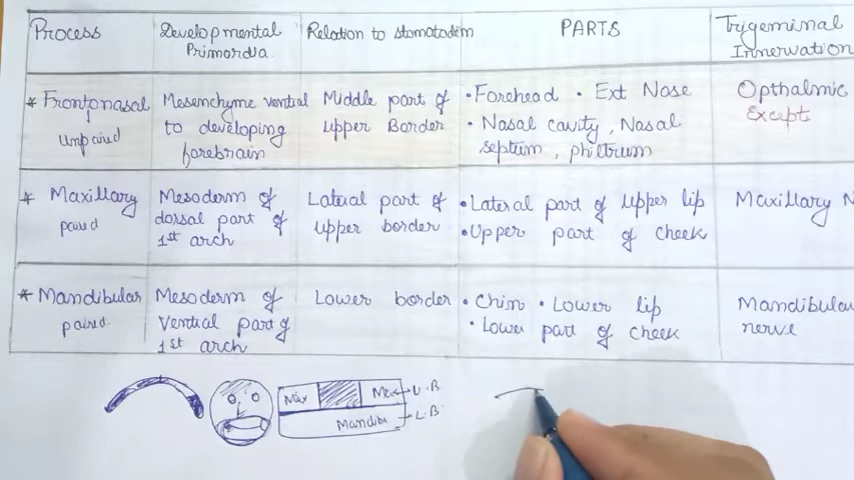 Process
Developmental
Primordia
Relation to stomatodem
PARTS
Trigeminal
Innervation
* Frontonasal
unpaired
Mesenchyme ventral
to developing
forebrain
Middle part of
upper Border
• Forehead • Ext Nose
• Nasal cavity, Nasal
septum, philtrum
Opthalmic
Except
* Maxillary
paired
Mesoderm of
dorsal part of
1st arch
Lateral part of
upper border
• Lateral part of upper lip
• Upper part of cheek
Maxillary N
* Mandibular
paired
Mesoderm of
Ventral part of
1st arch
Lower border
• Chin • Lower lip
• Lower part of cheek
Mandibular
nerve
Max
Max
U.B
Mandibu
L.B